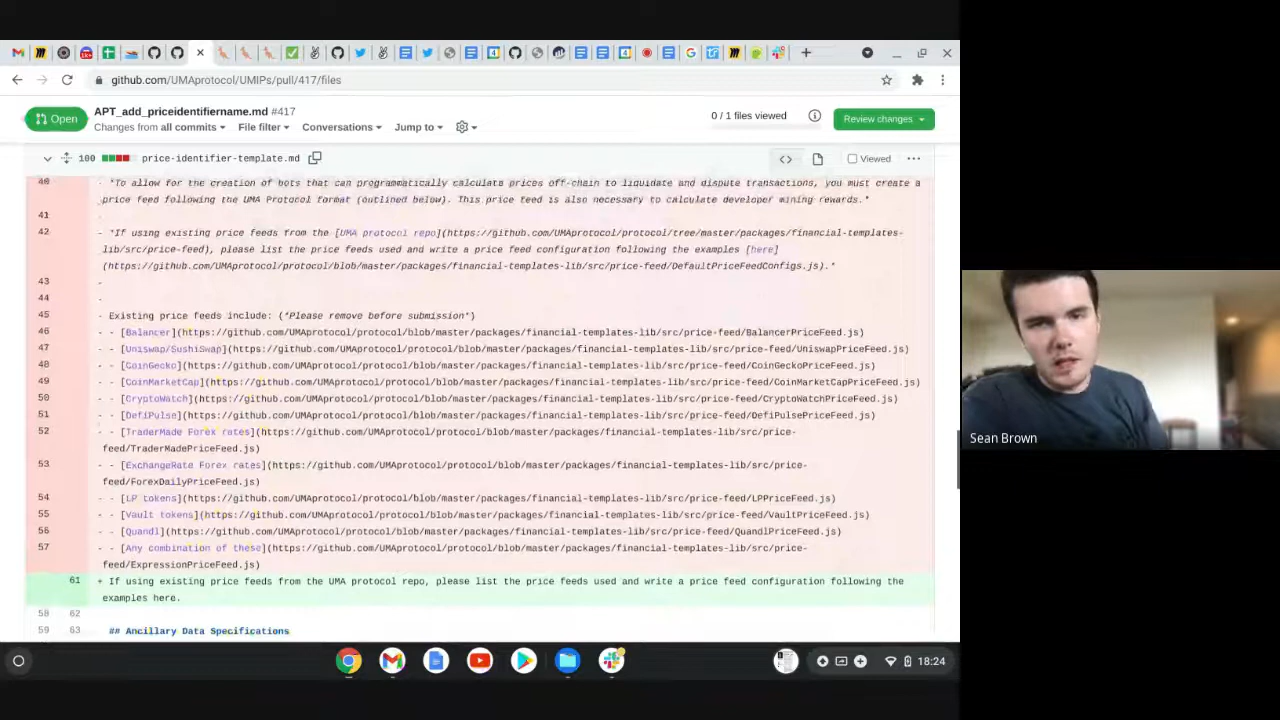 github.com/UMAprotocol/UMIPs/pull/417/files
Open
APT_add_priceidentifiername.md #417
Changes from all commits File filter Conversations Jump to
0 / 1 files viewed
Review changes
100 price-identifier-template.md
Viewed
40 - *To allow for the creation of bots that can programmatically calculate prices off-chain to liquidate and dispute transactions, you must create a
price feed following the UMA Protocol format (outlined below). This price feed is also necessary to calculate developer mining rewards.*
41 -
42 - *If using existing price feeds from the [UMA protocol repo](https://github.com/UMAprotocol/protocol/tree/master/packages/financial-templates-
lib/src/price-feed), please list the price feeds used and write a price feed configuration following the examples [here]
(https://github.com/UMAprotocol/protocol/blob/master/packages/financial-templates-lib/src/price-feed/DefaultPriceFeedConfigs.js).*
43 -
44 -
45 - Existing price feeds include: (*Please remove before submission*)
46 - - [Balancer](https://github.com/UMAprotocol/protocol/blob/master/packages/financial-templates-lib/src/price-feed/BalancerPriceFeed.js)
47 - - [Uniswap/SushiSwap](https://github.com/UMAprotocol/protocol/blob/master/packages/financial-templates-lib/src/price-feed/UniswapPriceFeed.js)
48 - - [CoinGecko](https://github.com/UMAprotocol/protocol/blob/master/packages/financial-templates-lib/src/price-feed/CoinGeckoPriceFeed.js)
49 - - [CoinMarketCap](https://github.com/UMAprotocol/protocol/blob/master/packages/financial-templates-lib/src/price-feed/CoinMarketCapPriceFeed.js)
50 - - [CryptoWatch](https://github.com/UMAprotocol/protocol/blob/master/packages/financial-templates-lib/src/price-feed/CryptoWatchPriceFeed.js)
51 - - [DefiPulse](https://github.com/UMAprotocol/protocol/blob/master/packages/financial-templates-lib/src/price-feed/DefiPulsePriceFeed.js)
52 - - [TraderMade Forex rates](https://github.com/UMAprotocol/protocol/blob/master/packages/financial-templates-lib/src/price-
feed/TraderMadePriceFeed.js)
53 - - [ExchangeRate Forex rates](https://github.com/UMAprotocol/protocol/blob/master/packages/financial-templates-lib/src/price-
feed/ForexDailyPriceFeed.js)
54 - - [LP tokens](https://github.com/UMAprotocol/protocol/blob/master/packages/financial-templates-lib/src/price-feed/LPPriceFeed.js)
55 - - [Vault tokens](https://github.com/UMAprotocol/protocol/blob/master/packages/financial-templates-lib/src/price-feed/VaultPriceFeed.js)
56 - - [Quandl](https://github.com/UMAprotocol/protocol/blob/master/packages/financial-templates-lib/src/price-feed/QuandlPriceFeed.js)
57 - - [Any combination of these](https://github.com/UMAprotocol/protocol/blob/master/packages/financial-templates-lib/src/price-
feed/ExpressionPriceFeed.js)
61 + If using existing price feeds from the UMA protocol repo, please list the price feeds used and write a price feed configuration following the
examples here.
58 62
59 63 ## Ancillary Data Specifications
18:24
Sean Brown